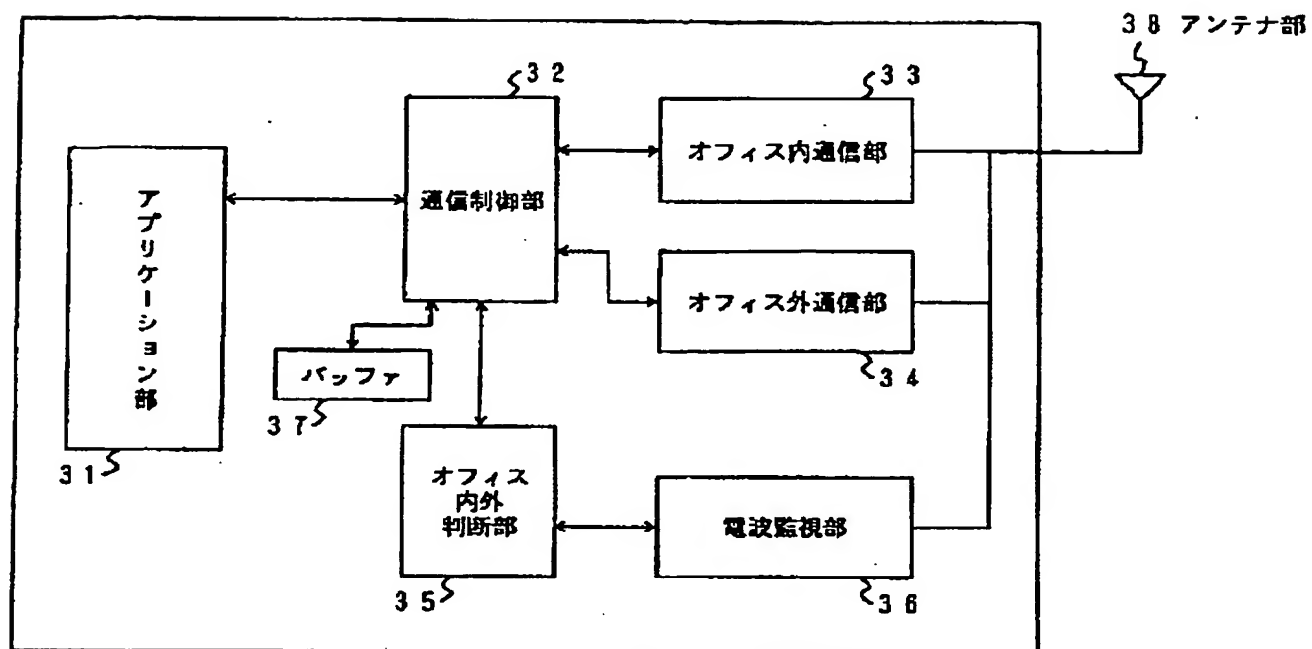 38 アンテナ部
32
33
オフィス内通信部
アプリケーション部
通信制御部
オフィス外通信部
34
バッファ
37
31
オフィス
内外
判断部
電波監視部
35
36